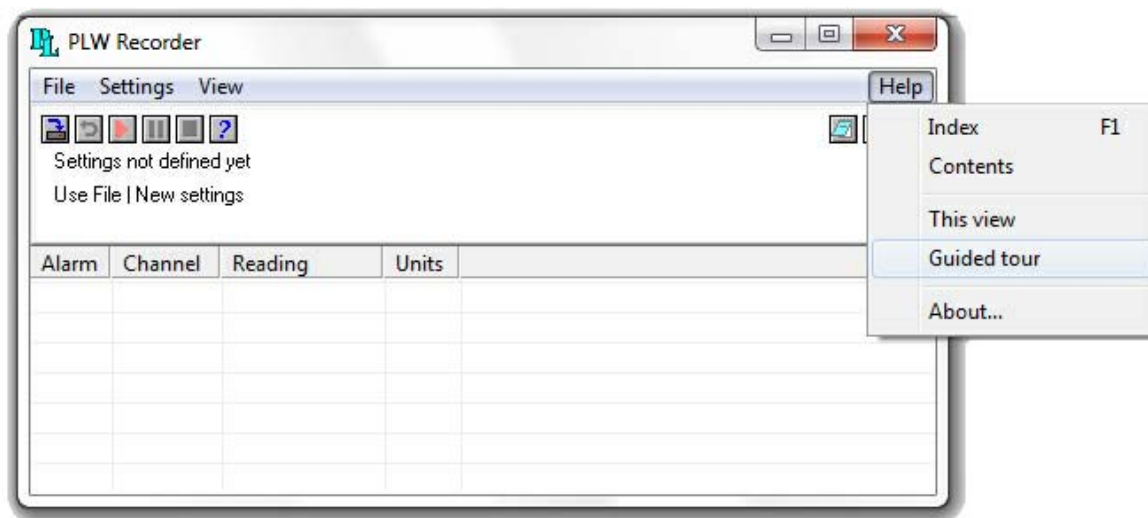 PLW Recorder
File Settings View Help
?
Settings not defined yet
Use File | New settings
Alarm Channel Reading Units
Index F1
Contents
This view
Guided tour
About...